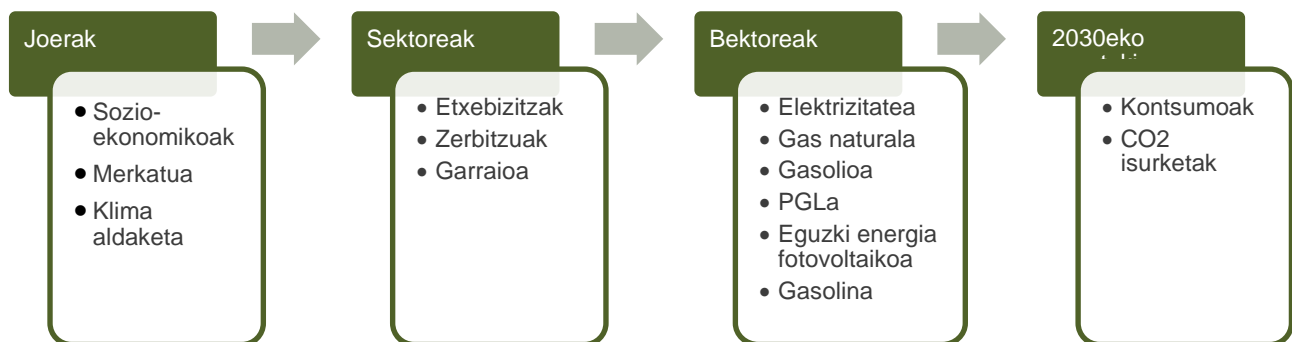 Joerak
• Sozio-
ekonomikoak
• Merkatua
• Klima
aldaketa
Sektoreak
• Etxebizitzak
• Zerbitzuak
• Garraioa
Bektoreak
• Elektrizitatea
• Gas naturala
• Gasolioa
• PGLa
• Eguzki energia
fotovoltaikoa
• Gasolina
2030eko
• Kontsumoak
• CO2
isurketak